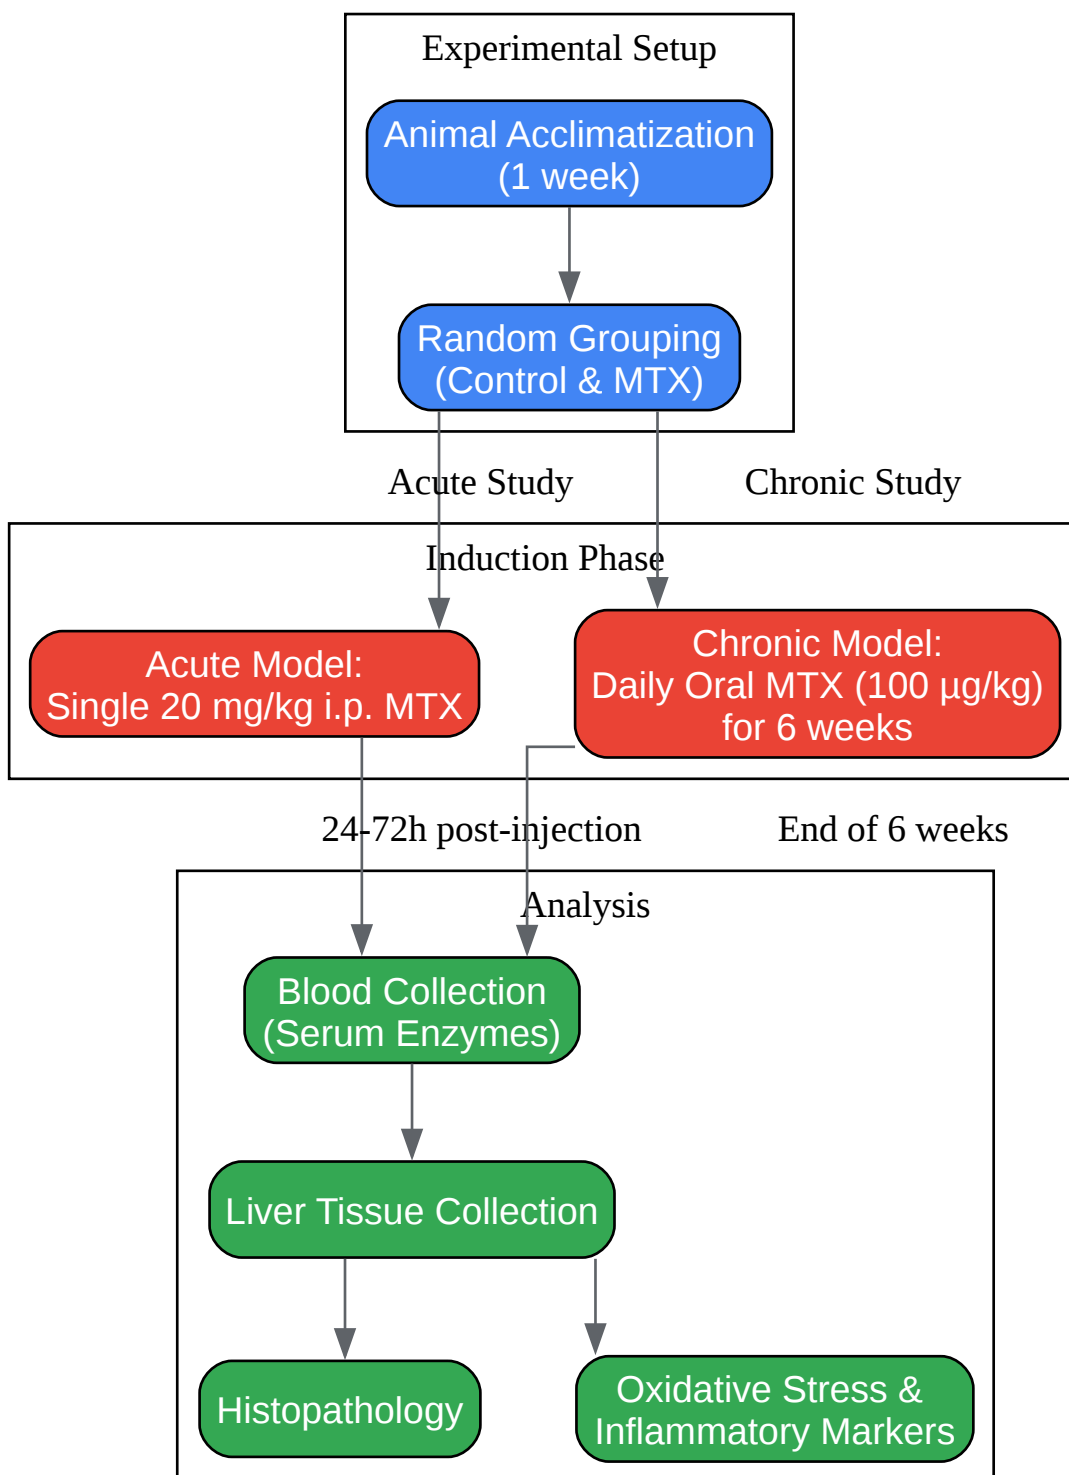 Experimental Setup
Animal Acclimatization
(1 week)
Random Grouping
(Control & MTX)
Acute Study
Chronic Study
Induction Phase
Acute Model:
Single 20 mg/kg i.p. MTX
Chronic Model:
Daily Oral MTX (100 µg/kg)
for 6 weeks
24-72h post-injection
End of 6 weeks
Analysis
Blood Collection
(Serum Enzymes)
Liver Tissue Collection
Histopathology
Oxidative Stress &
Inflammatory Markers